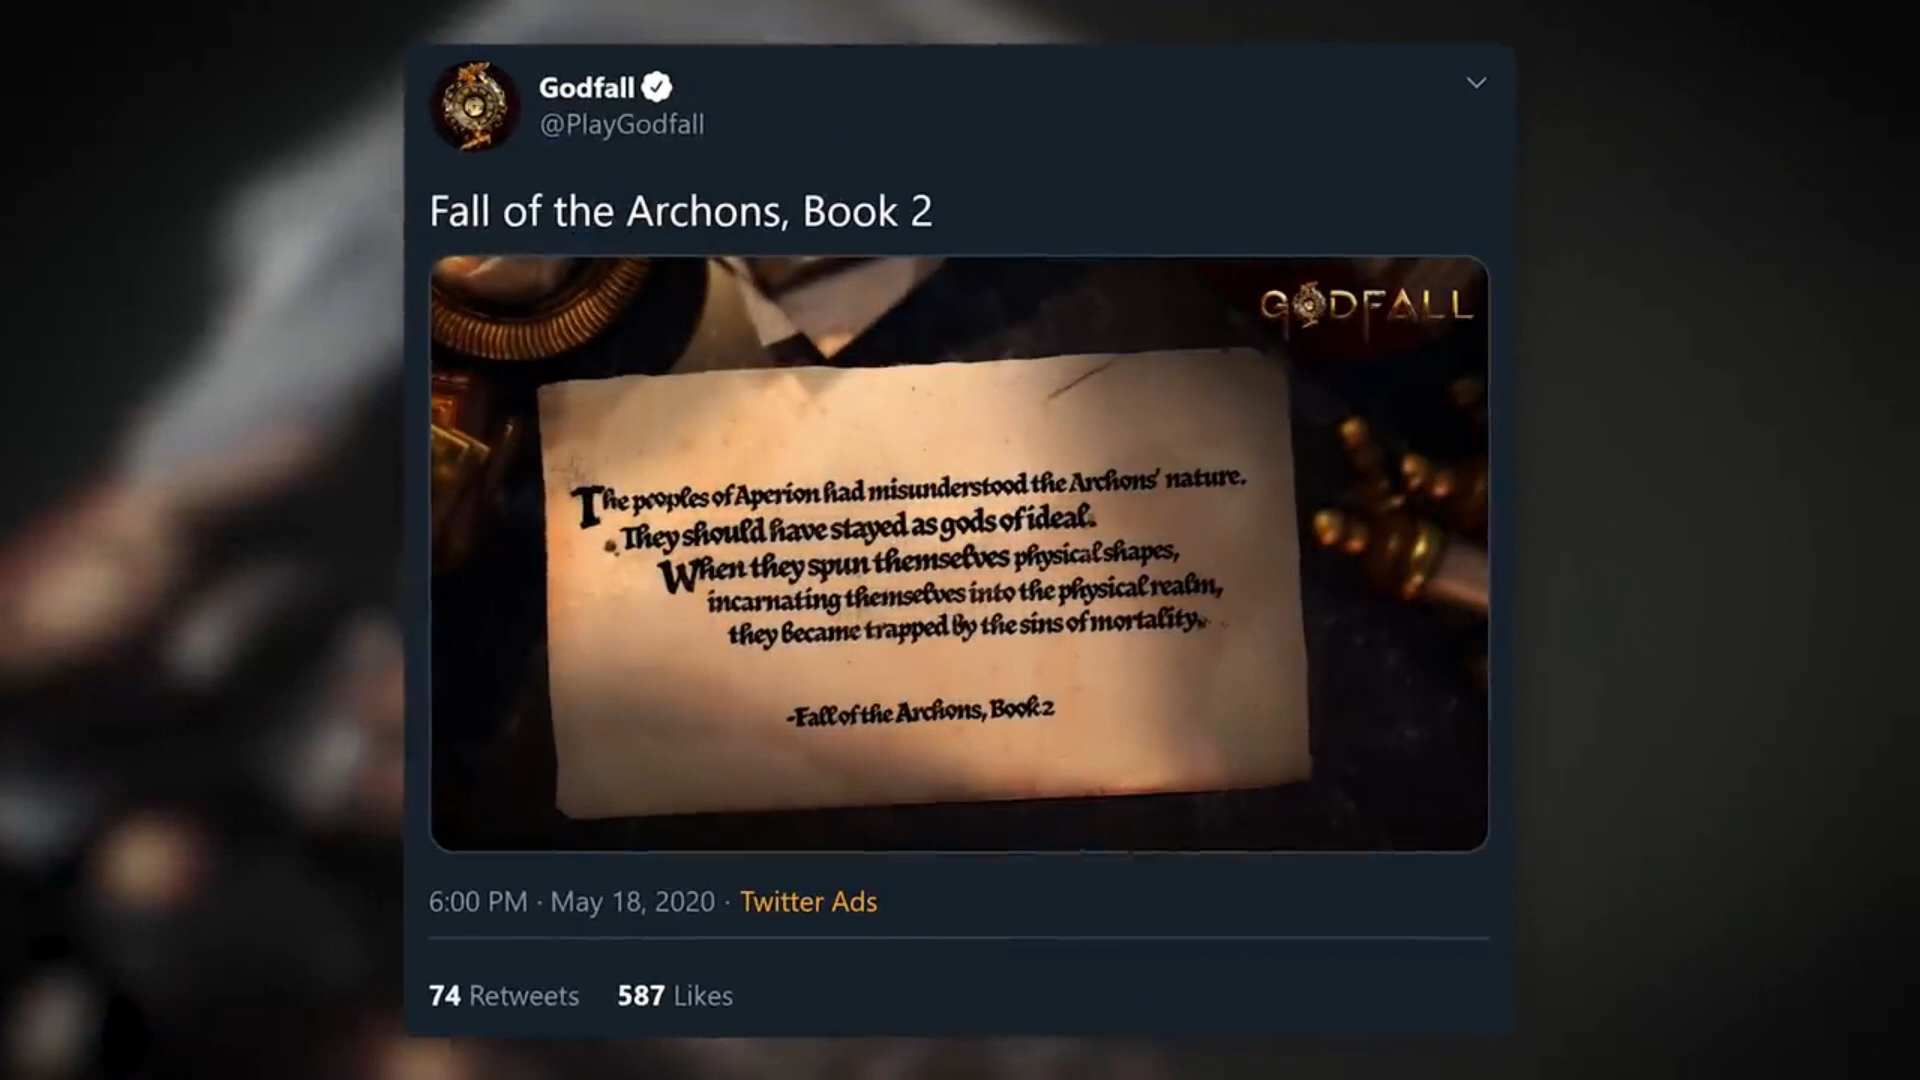 Godfall
@PlayGodfall
Fall of the Archons, Book 2
GODFALL
The peoples of Aperion had misunderstood the Archons' nature.
They should have stayed as gods of ideal.
When they spun themselves physical shapes,
incarnating themselves into the physical realm,
they became trapped by the sins of mortality.
-Fall of the Archons, Book 2
6:00 PM · May 18, 2020 · Twitter Ads
74 Retweets 587 Likes